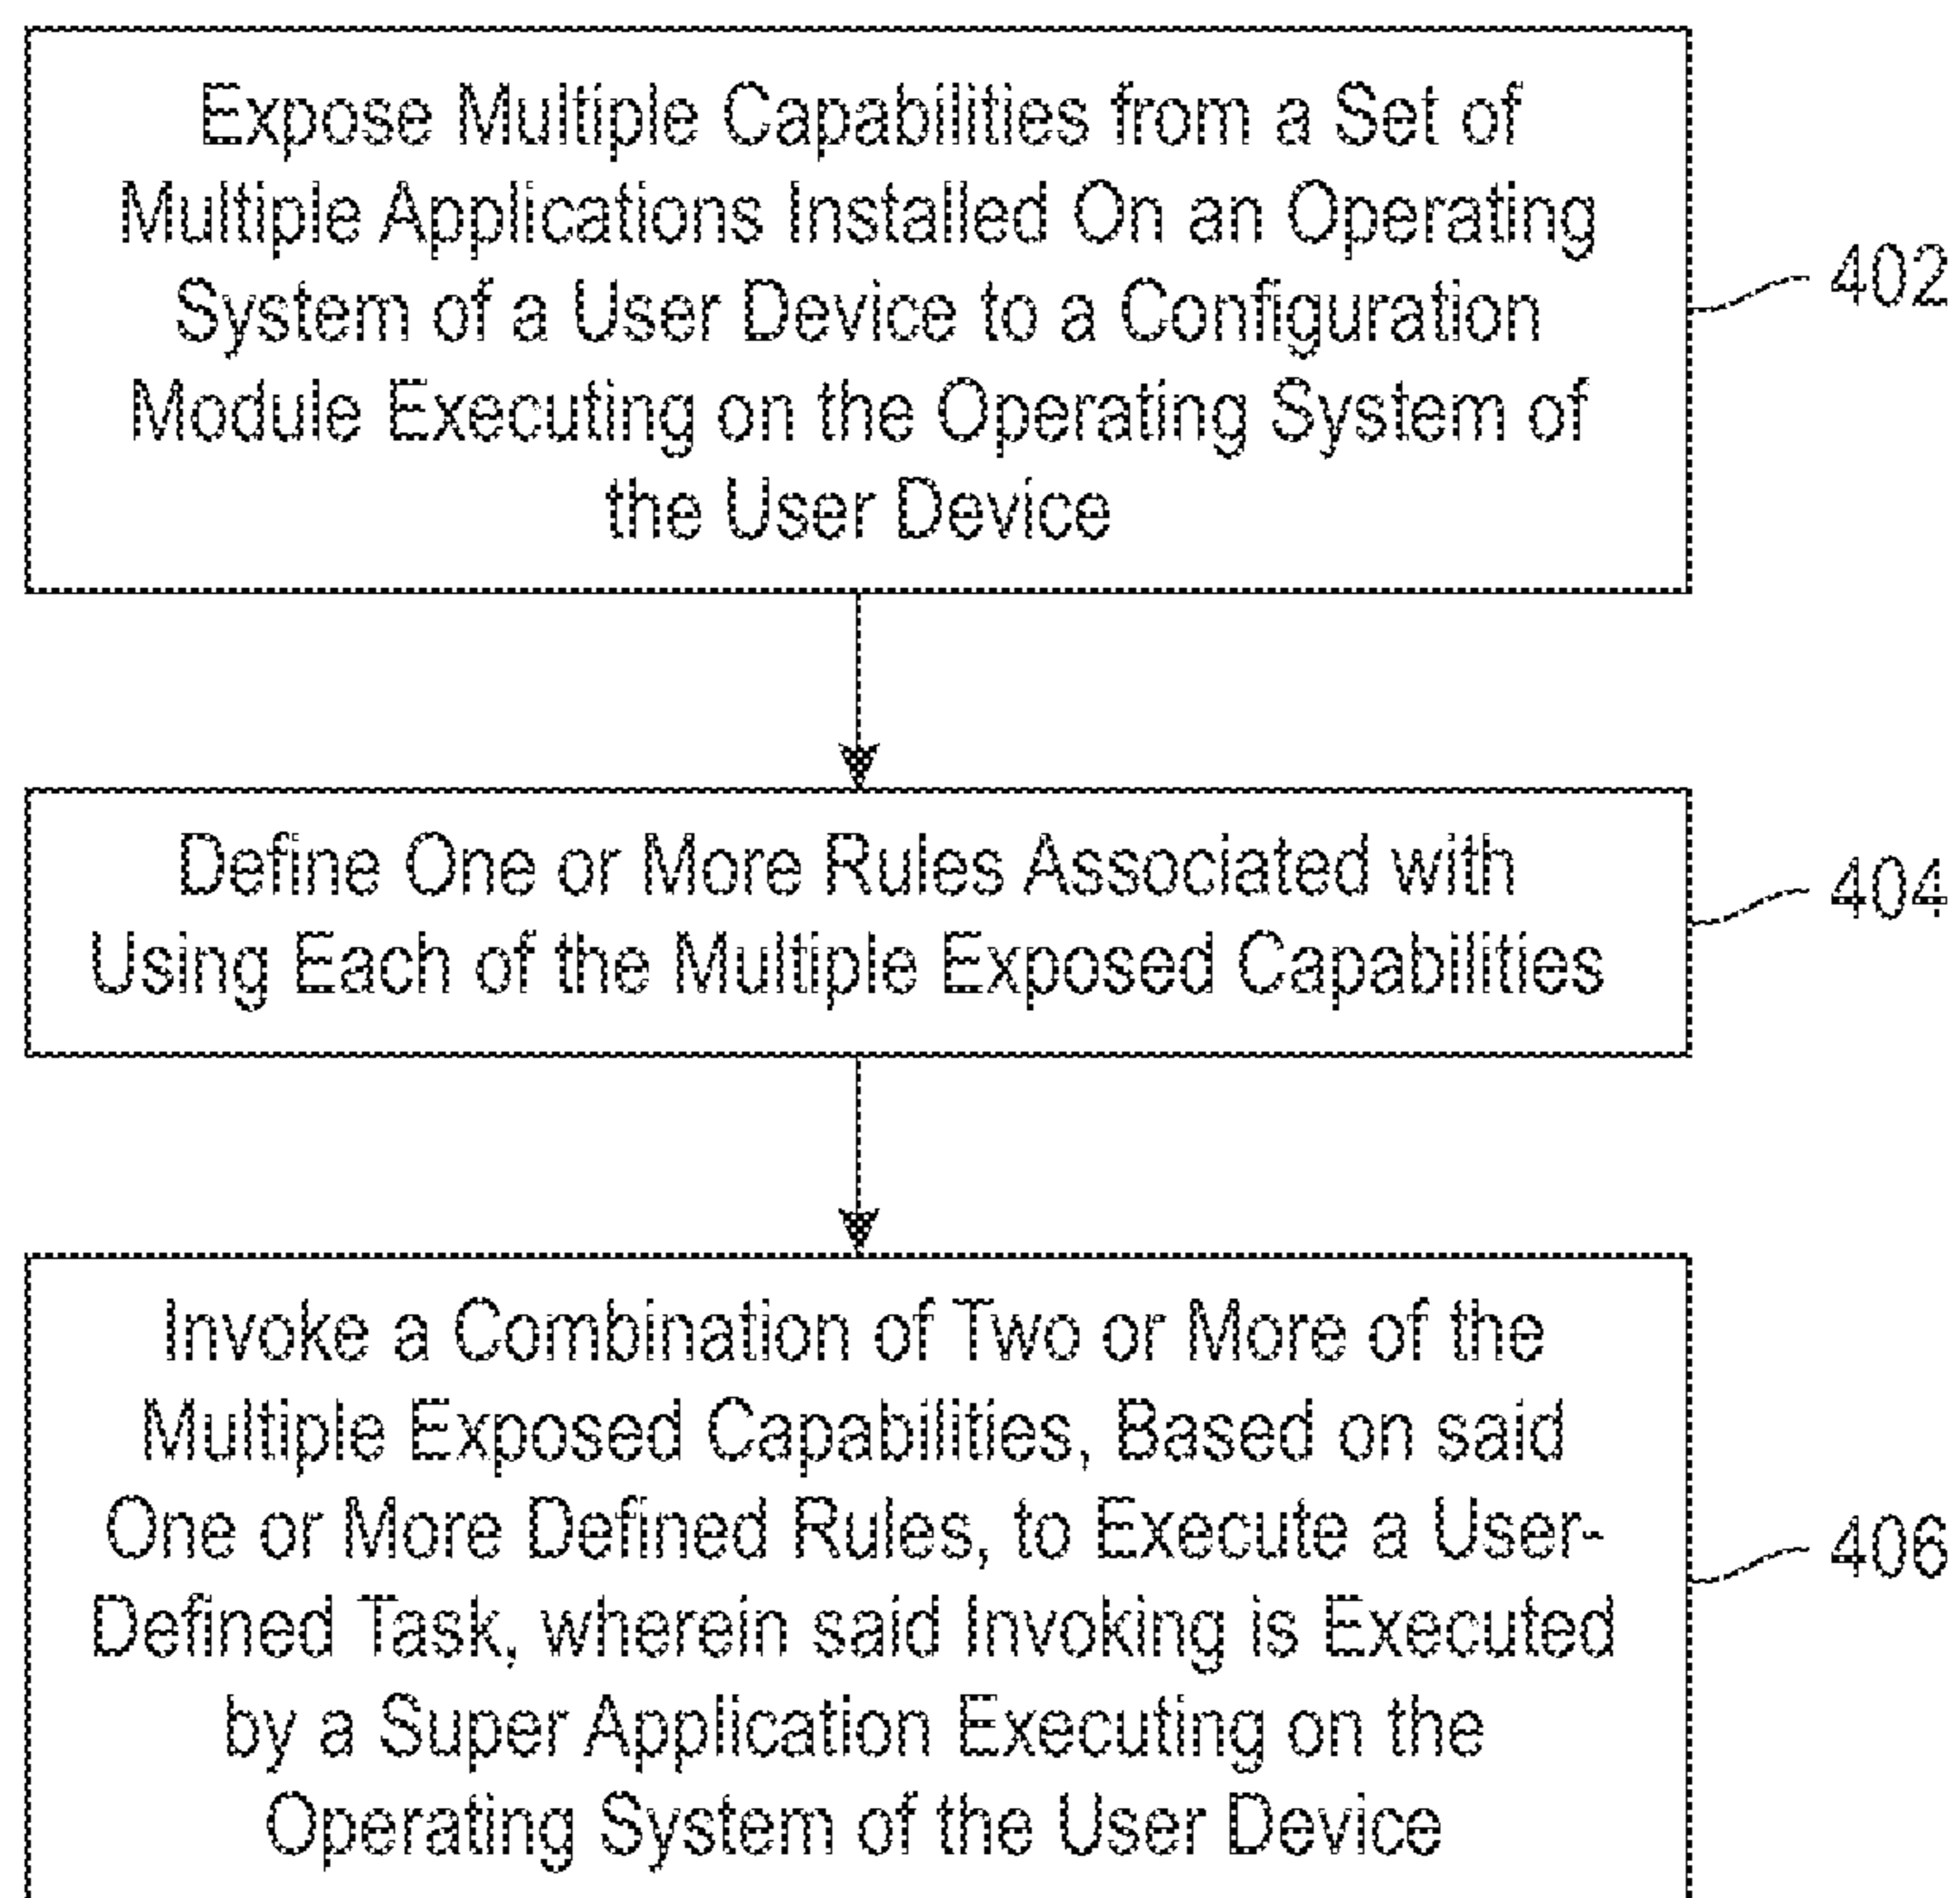 Expose Multiple Capabilities from a Set of
Multiple Applications Installed On an Operating
System of a User Device to a Configuration
Module Executing on the Operating System of
the User Device
402
Define One or More Rules Associated with
Using Each of the Multiple Exposed Capabilities
404
Invoke a Combination of Two or More of the
Multiple Exposed Capabilities, Based on said
One or More Defined Rules, to Execute a User-
Defined Task, wherein said Invoking is Executed
by a Super Application Executing on the
Operating System of the User Device
406